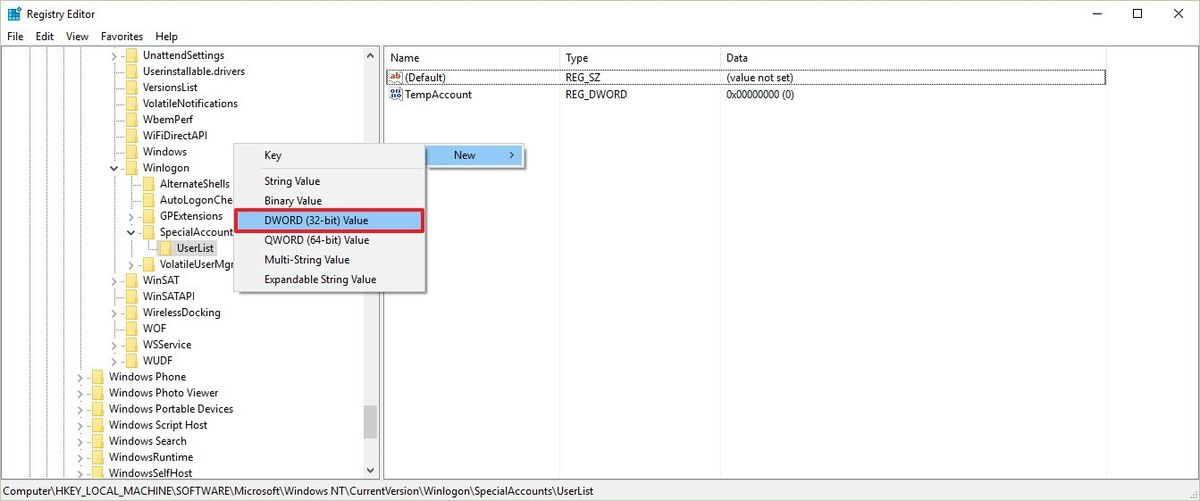 Registry Editor
File Edit View Favorites Help
UnattendSettings
Userinstallable.drivers
VersionsList
VolatileNotifications
WbemPerf
WiFiDirectAPI
Windows
Winlogon
AlternateShells
AutoLogonChe
GPExtensions
SpecialAccount
UserList
VolatileUserMgr
WinSAT
WinSATAPI
WirelessDocking
WOF
WSService
WUDF
Windows Phone
Windows Photo Viewer
Windows Portable Devices
Windows Script Host
Windows Search
WindowsRuntime
WindowsSelfHost
Key
String Value
Binary Value
DWORD (32-bit) Value
QWORD (64-bit) Value
Multi-String Value
Expandable String Value
New
Name Type Data
ab (Default) REG_SZ (value not set)
TempAccount REG_DWORD 0x00000000 (0)
Computer\HKEY_LOCAL_MACHINE\SOFTWARE\Microsoft\Windows NT\CurrentVersion\Winlogon\SpecialAccounts\UserList